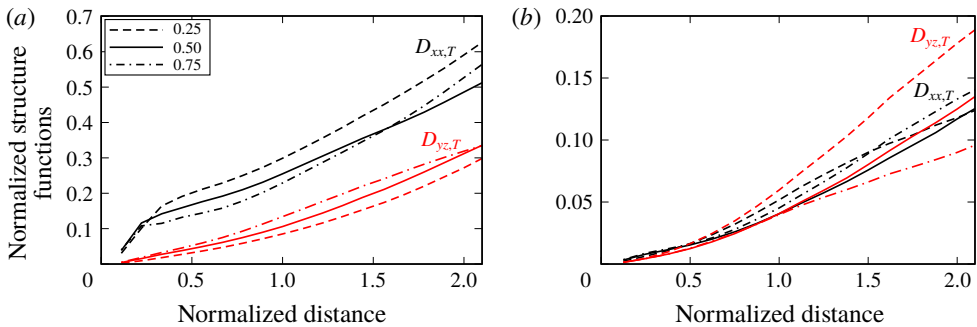 (a)
0.7
0.6
0.5
0.4
0.3
0.2
0.1
0 0.5 1.0 1.5 2.0
0.25
0.50
0.75
D_{xx,T}
D_{yz,T}
Normalized structure
functions
Normalized distance
(b)
0.20
0.15
0.10
0.05
0 0.5 1.0 1.5 2.0
D_{yz,T}
D_{xx,T}
Normalized distance